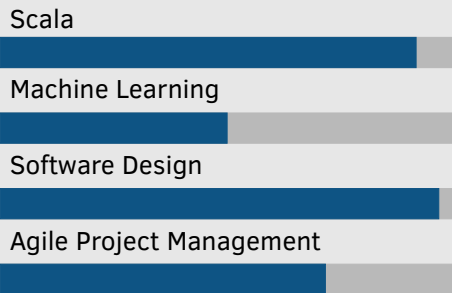 Scala
Machine Learning
Software Design
Agile Project Management